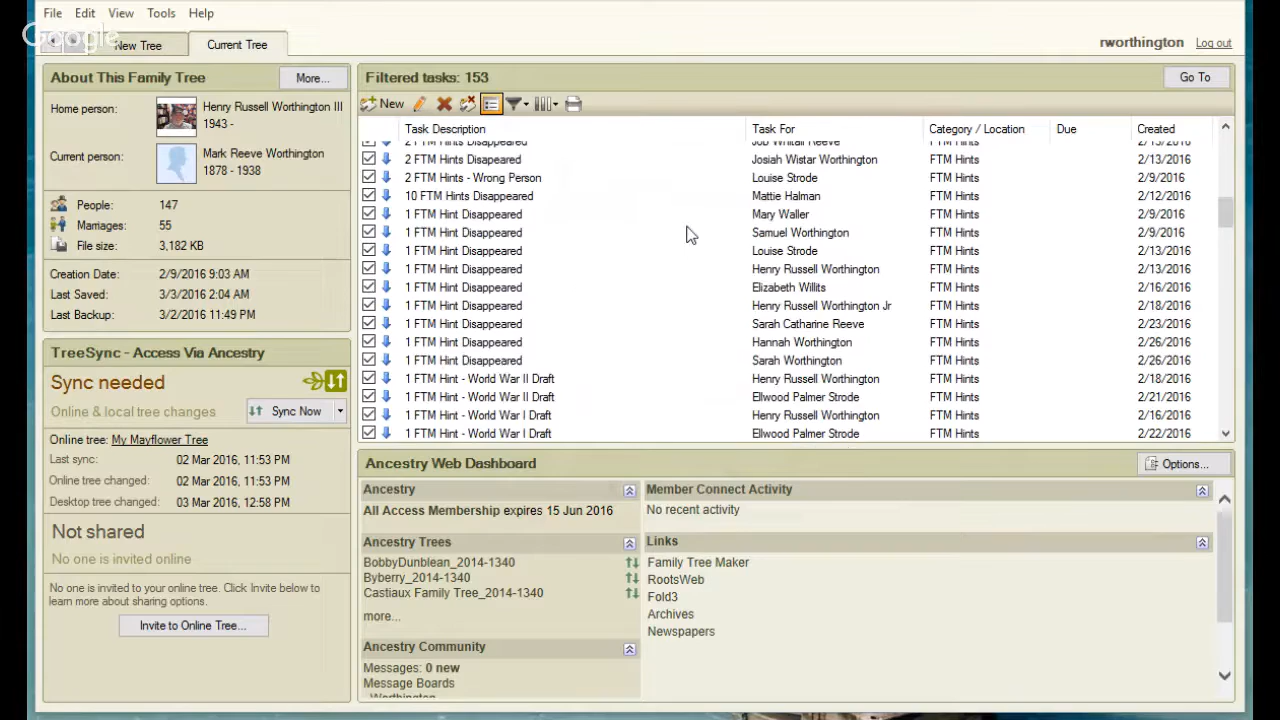 File Edit View Tools Help
Google
New Tree Current Tree
rworthington Log out
About This Family Tree More...
Home person: Henry Russell Worthington III
1943 -
Current person: Mark Reeve Worthington
1878 - 1938
People: 147
Marriages: 55
File size: 3,182 KB
Creation Date: 2/9/2016 9:03 AM
Last Saved: 3/3/2016 2:04 AM
Last Backup: 3/2/2016 11:49 PM
TreeSync - Access Via Ancestry
Sync needed
Online & local tree changes Sync Now
Online tree: My Mayflower Tree
Last sync: 02 Mar 2016, 11:53 PM
Online tree changed: 02 Mar 2016, 11:53 PM
Desktop tree changed: 03 Mar 2016, 12:58 PM
Not shared
No one is invited online
No one is invited to your online tree. Click Invite below to
learn more about sharing options.
Invite to Online Tree...
Filtered tasks: 153 Go To
New
Task Description Task For Category / Location Due Created
2 FTM Hints Disappeared Job Whitall Reeve FTM Hints 2/13/2016
2 FTM Hints Disapeared Josiah Wistar Worthington FTM Hints 2/13/2016
2 FTM Hints - Wrong Person Louise Strode FTM Hints 2/9/2016
10 FTM Hints Disappeared Mattie Halman FTM Hints 2/12/2016
1 FTM Hint Disappeared Mary Waller FTM Hints 2/9/2016
1 FTM Hint Disappeared Samuel Worthington FTM Hints 2/9/2016
1 FTM Hint Disappeared Louise Strode FTM Hints 2/13/2016
1 FTM Hint Disappeared Henry Russell Worthington FTM Hints 2/13/2016
1 FTM Hint Disappeared Elizabeth Willits FTM Hints 2/16/2016
1 FTM Hint Disappeared Henry Russell Worthington Jr FTM Hints 2/18/2016
1 FTM Hint Disappeared Sarah Catharine Reeve FTM Hints 2/23/2016
1 FTM Hint Disappeared Hannah Worthington FTM Hints 2/26/2016
1 FTM Hint Disappeared Sarah Worthington FTM Hints 2/26/2016
1 FTM Hint - World War II Draft Henry Russell Worthington FTM Hints 2/18/2016
1 FTM Hint - World War II Draft Ellwood Palmer Strode FTM Hints 2/21/2016
1 FTM Hint - World War I Draft Henry Russell Worthington FTM Hints 2/16/2016
1 FTM Hint - World War I Draft Ellwood Palmer Strode FTM Hints 2/22/2016
Ancestry Web Dashboard Options...
Ancestry
All Access Membership expires 15 Jun 2016
Ancestry Trees
BobbyDunblean_2014-1340
Byberry_2014-1340
Castiaux Family Tree_2014-1340
more...
Ancestry Community
Messages: 0 new
Message Boards
Worthington
Member Connect Activity
No recent activity
Links
Family Tree Maker
RootsWeb
Fold3
Archives
Newspapers